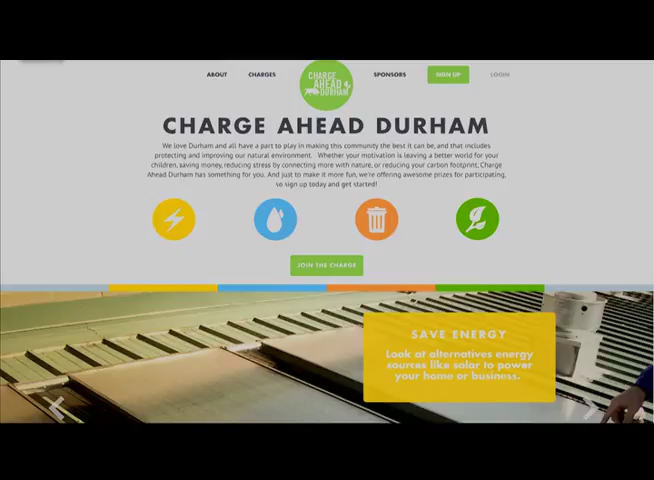 ABOUT CHARGES CHARGE AHEAD DURHAM SPONSORS SIGN UP LOGIN
CHARGE AHEAD DURHAM
We love Durham and all have a part to play in making this community the best it can be, and that includes
protecting and improving our natural environment. Whether your motivation is leaving a better world for your
children, saving money, reducing stress by connecting more with nature, or reducing your carbon footprint, Charge
Ahead Durham has something for you. And just to make it more fun, we're offering awesome prizes for participating,
so sign up today and get started!
JOIN THE CHARGE
SAVE ENERGY
Look at alternatives energy
sources like solar to power
your home or business.